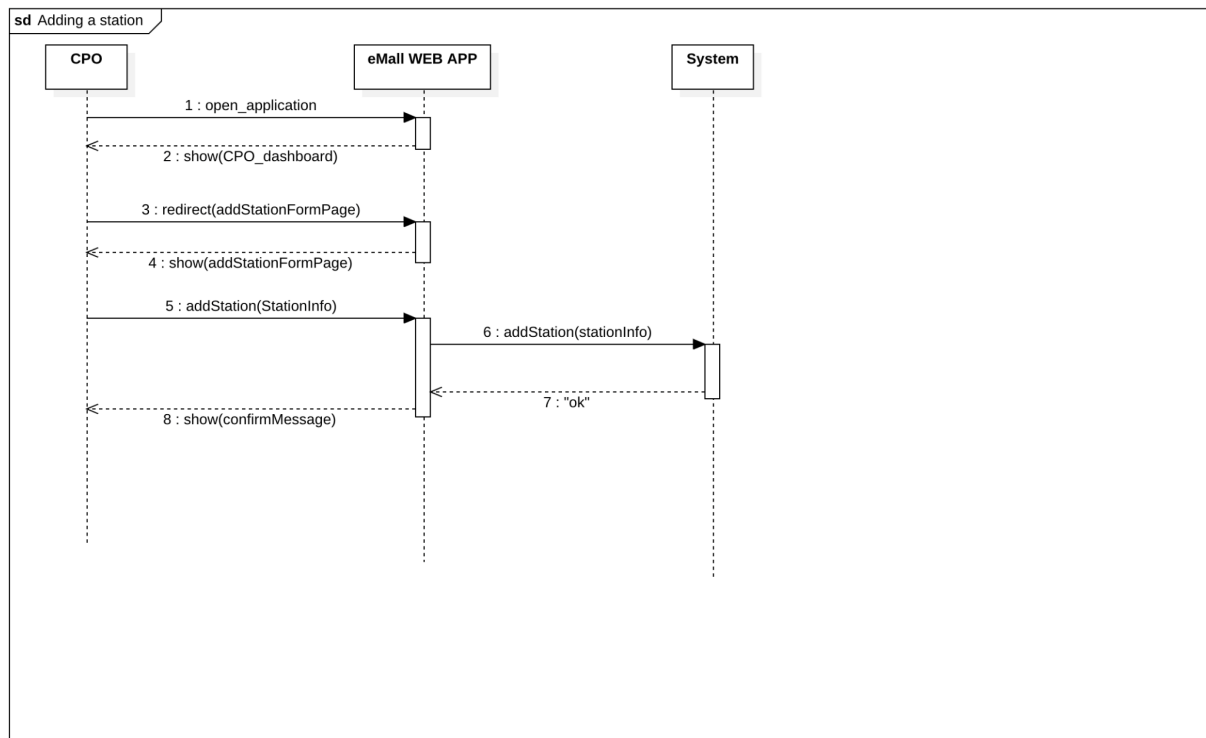 sd Adding a station
CPO
eMall WEB APP
System
1 : open_application
2 : show(CPO_dashboard)
3 : redirect(addStationFormPage)
4 : show(addStationFormPage)
5 : addStation(StationInfo)
6 : addStation(stationInfo)
7 : "ok"
8 : show(confirmMessage)